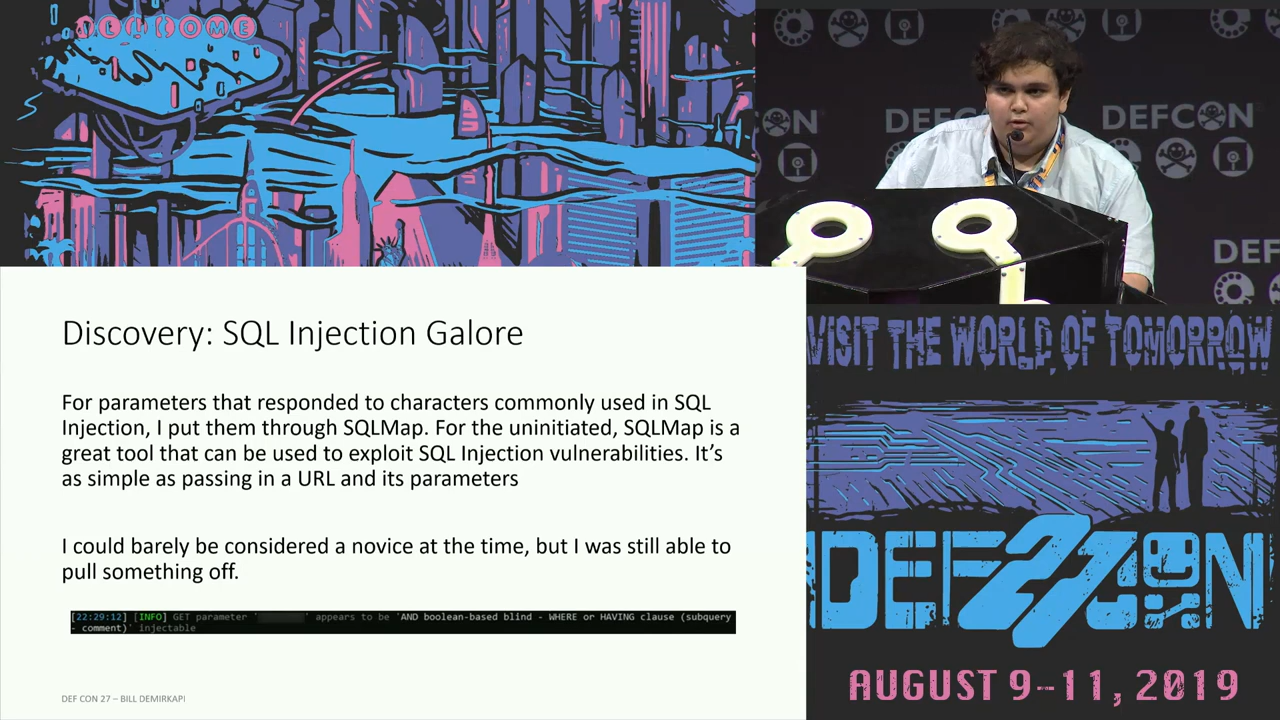 WELCOME
DEFCON
DEFCON
DEFCON
DEF
Discovery: SQL Injection Galore
For parameters that responded to characters commonly used in SQL
Injection, I put them through SQLMap. For the uninitiated, SQLMap is a
great tool that can be used to exploit SQL Injection vulnerabilities. It’s
as simple as passing in a URL and its parameters
I could barely be considered a novice at the time, but I was still able to
pull something off.
[22:29:12] [INFO] GET parameter ' ' appears to be 'AND boolean-based blind - WHERE or HAVING clause (subquery
- comment)' injectable
DEF CON 27 – BILL DEMIRKAPI
VISIT THE WORLD OF TOMORROW
DEF27CON
AUGUST 9-11, 2019